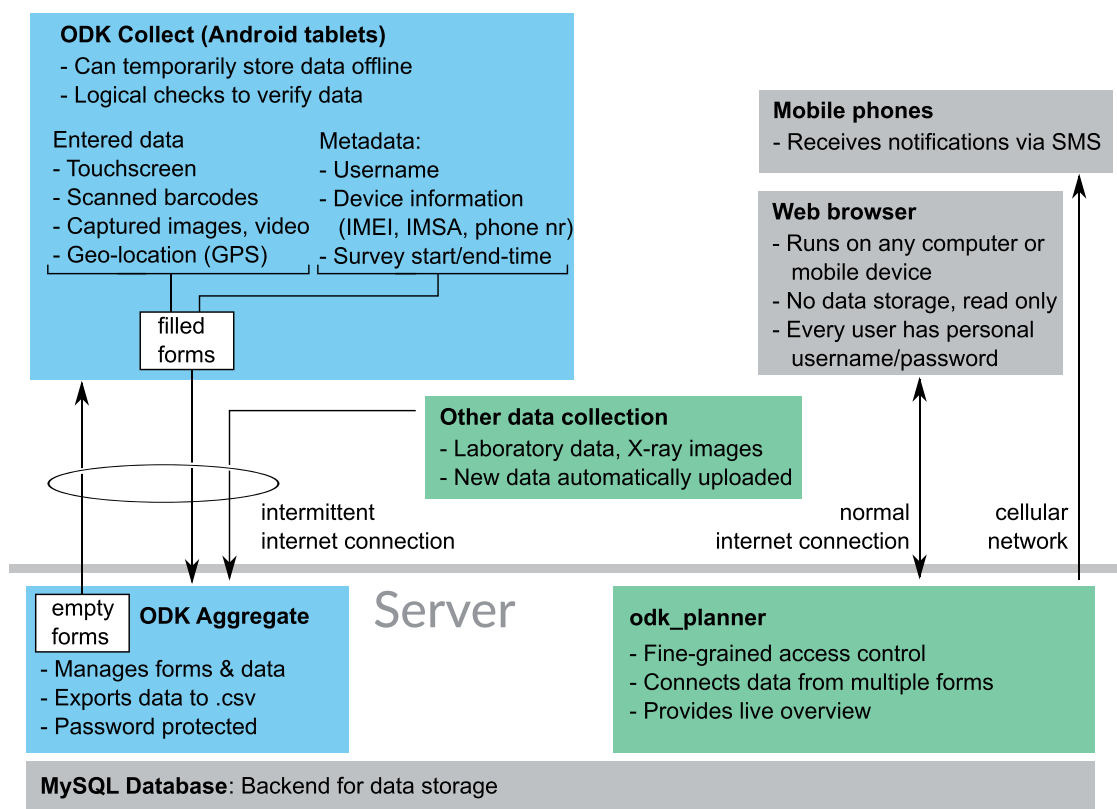 ODK Collect (Android tablets)
- Can temporarily store data offline
- Logical checks to verify data
Entered data
- Touchscreen
- Scanned barcodes
- Captured images, video
- Geo-location (GPS)
Metadata:
- Username
- Device information
(IMEI, IMSA, phone nr)
- Survey start/end-time
filled
forms
Mobile phones
- Receives notifications via SMS
Web browser
- Runs on any computer or
mobile device
- No data storage, read only
- Every user has personal
username/password
Other data collection
- Laboratory data, X-ray images
- New data automatically uploaded
intermittent
internet connection
normal
internet connection
cellular
network
empty
forms
ODK Aggregate
- Manages forms & data
- Exports data to .csv
- Password protected
Server
odk_planner
- Fine-grained access control
- Connects data from multiple forms
- Provides live overview
MySQL Database: Backend for data storage